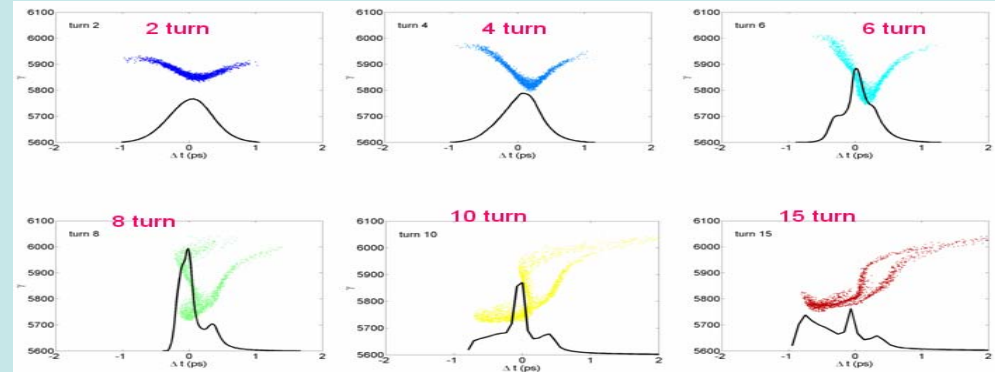 2 turn
turn 2
6100
6000
5900
5800
5700
5600
γ
-2 -1 0 1 2
Δ t (ps)
4 turn
turn 4
6100
6000
5900
5800
5700
5600
γ
-2 -1 0 1 2
Δ t (ps)
6 turn
turn 6
6100
6000
5900
5800
5700
5600
γ
-2 -1 0 1 2
Δ t (ps)
8 turn
turn 8
6100
6000
5900
5800
5700
5600
γ
-2 -1 0 1 2
Δ t (ps)
10 turn
turn 10
6100
6000
5900
5800
5700
5600
γ
-2 -1 0 1 2
Δ t (ps)
15 turn
turn 15
6100
6000
5900
5800
5700
5600
γ
-2 -1 0 1 2
Δ t (ps)